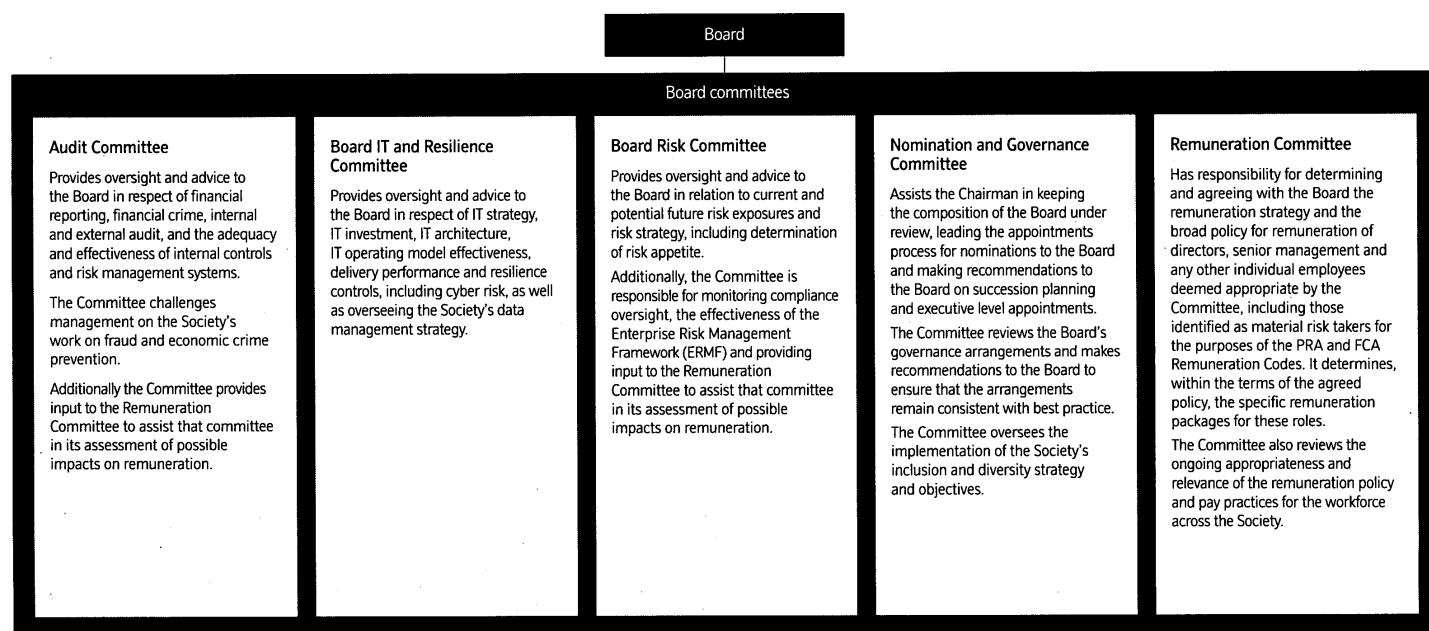 Board
Board committees
Audit Committee
Provides oversight and advice to
the Board in respect of financial
reporting, financial crime, internal
and external audit, and the adequacy
and effectiveness of internal controls
and risk management systems.
The Committee challenges
management on the Society's
work on fraud and economic crime
prevention.
Additionally the Committee provides
input to the Remuneration
Committee to assist that committee
in its assessment of possible
impacts on remuneration.
Board IT and Resilience
Committee
Provides oversight and advice to
the Board in respect of IT strategy,
IT investment, IT architecture,
IT operating model effectiveness,
delivery performance and resilience
controls, including cyber risk, as well
as overseeing the Society's data
management strategy.
Board Risk Committee
Provides oversight and advice to
the Board in relation to current and
potential future risk exposures and
risk strategy, including determination
of risk appetite.
Additionally, the Committee is
responsible for monitoring compliance
oversight, the effectiveness of the
Enterprise Risk Management
Framework (ERMF) and providing
input to the Remuneration
Committee to assist that committee
in its assessment of possible
impacts on remuneration.
Nomination and Governance
Committee
Assists the Chairman in keeping
the composition of the Board under
review, leading the appointments
process for nominations to the Board
and making recommendations to
the Board on succession planning
and executive level appointments.
The Committee reviews the Board's
governance arrangements and makes
recommendations to the Board to
ensure that the arrangements
remain consistent with best practice.
The Committee oversees the
implementation of the Society's
inclusion and diversity strategy
and objectives.
Remuneration Committee
Has responsibility for determining
and agreeing with the Board the
remuneration strategy and the
broad policy for remuneration of
directors, senior management and
any other individual employees
deemed appropriate by the
Committee, including those
identified as material risk takers for
the purposes of the PRA and FCA
Remuneration Codes. It determines,
within the terms of the agreed
policy, the specific remuneration
packages for these roles.
The Committee also reviews the
ongoing appropriateness and
relevance of the remuneration policy
and pay practices for the workforce
across the Society.